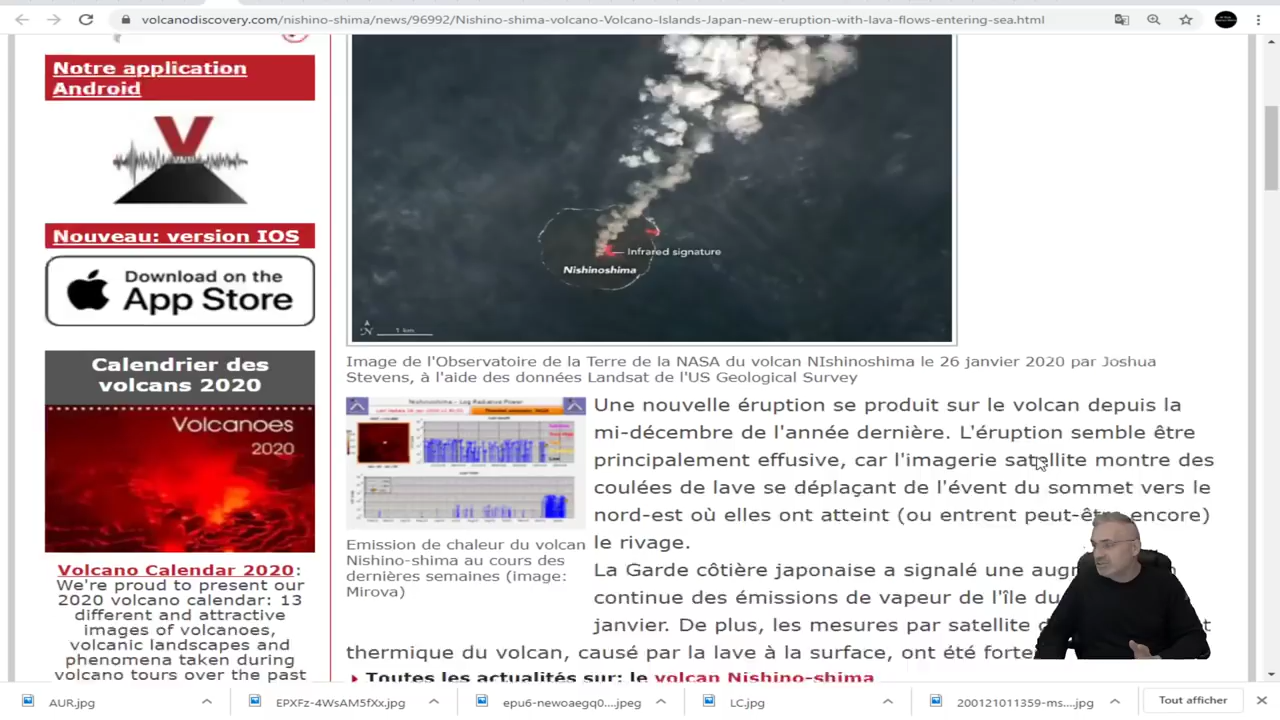 volcanodiscovery.com/nishino-shima/news/96992/Nishino-shima-volcano-Volcano-Islands-Japan-new-eruption-with-lava-flows-entering-sea.html
Notre application
Android
Nouveau: version IOS
Download on the
App Store
Calendrier des
volcans 2020
Volcanoes
2020
Volcano Calendar 2020:
We're proud to present our
2020 volcano calendar: 13
different and attractive
images of volcanoes,
volcanic landscapes and
phenomena taken during
volcano tours over the past
Infrared signature
Nishinoshima
N
1 km
Image de l'Observatoire de la Terre de la NASA du volcan NIshinoshima le 26 janvier 2020 par Joshua
Stevens, à l'aide des données Landsat de l'US Geological Survey
Emission de chaleur du volcan
Nishino-shima au cours des
dernières semaines (image:
Mirova)
Une nouvelle éruption se produit sur le volcan depuis la
mi-décembre de l'année dernière. L'éruption semble être
principalement effusive, car l'imagerie satellite montre des
coulées de lave se déplaçant de l'évent du sommet vers le
nord-est où elles ont atteint (ou entrent peut-être encore)
le rivage.
La Garde côtière japonaise a signalé une
continue des émissions de vapeur de l'île
janvier. De plus, les mesures par satellite
thermique du volcan, causé par la lave à la surface, ont été
Toutes les actualités sur: le volcan Nishino-shima
AUR.jpg
EPXFz-4WsAM5fXx.jpg
epu6-newoaegq0....jpeg
LC.jpg
200121011359-ms....jpg
Tout afficher